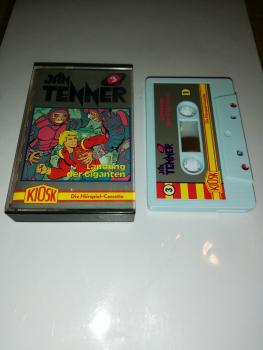 JAN
TENNER
3
Landung
der Giganten
KIOSK
Die Hörspiel-Cassette
JAN
TENNER
3
KIOSK